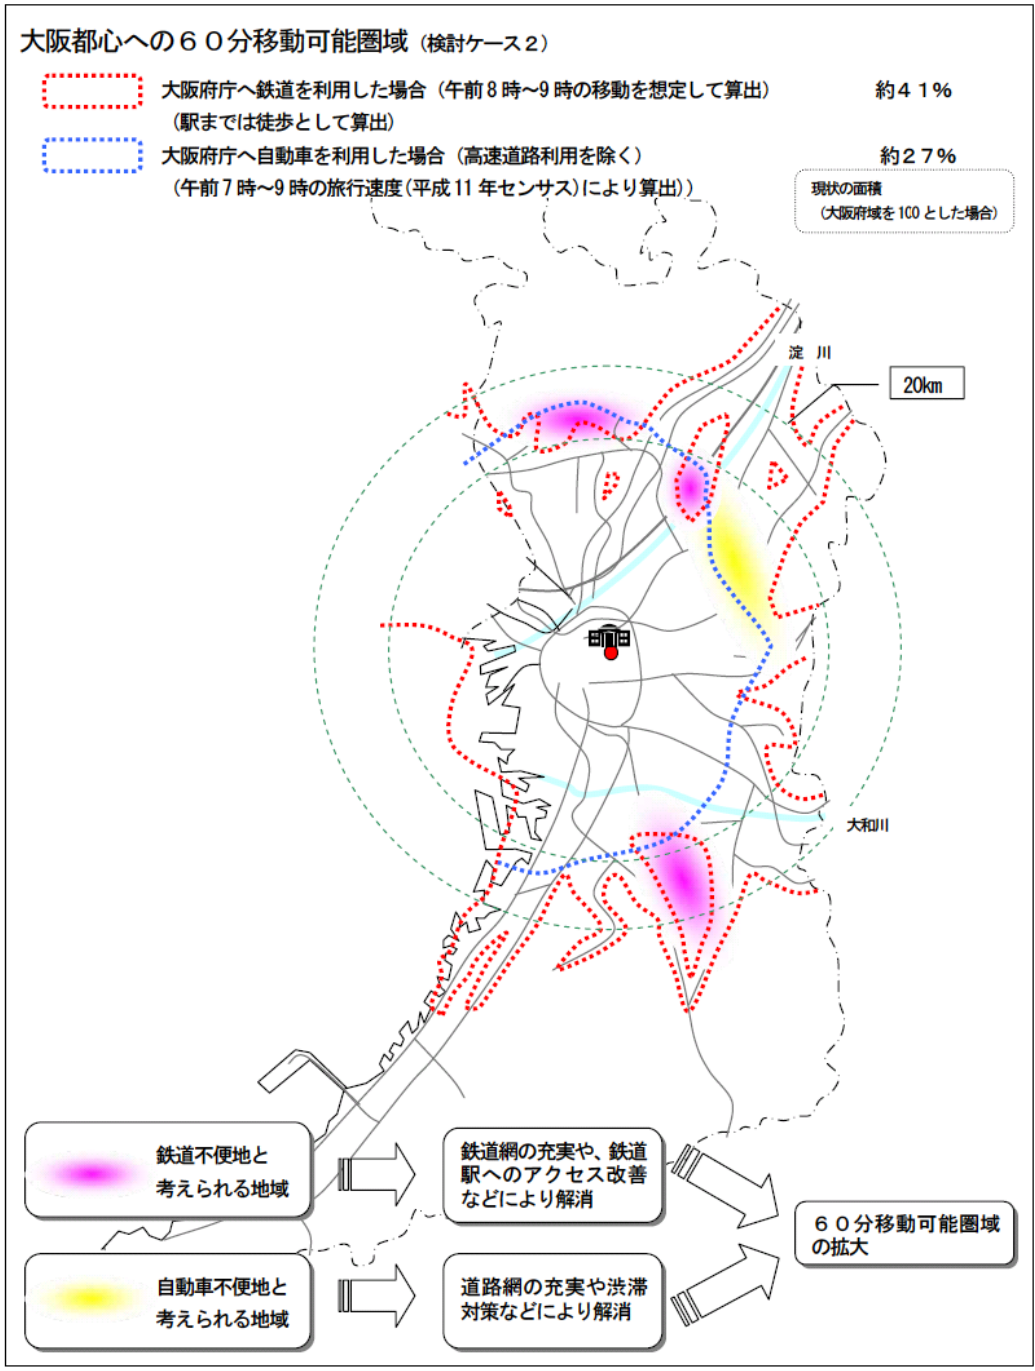 大阪都心への６０分移動可能圏域（検討ケース２）
大阪府庁へ鉄道を利用した場合（午前８時～９時の移動を想定して算出） 約４１％
（駅までは徒歩として算出）
大阪府庁へ自動車を利用した場合（高速道路利用を除く） 約２７％
（午前７時～９時の旅行速度(平成11年センサス)により算出））
現状の面積
（大阪府域を100とした場合）
淀　川
20km
大和川
鉄道不便地と
考えられる地域
鉄道網の充実や、鉄道
駅へのアクセス改善
などにより解消
６０分移動可能圏域
の拡大
自動車不便地と
考えられる地域
道路網の充実や渋滞
対策などにより解消